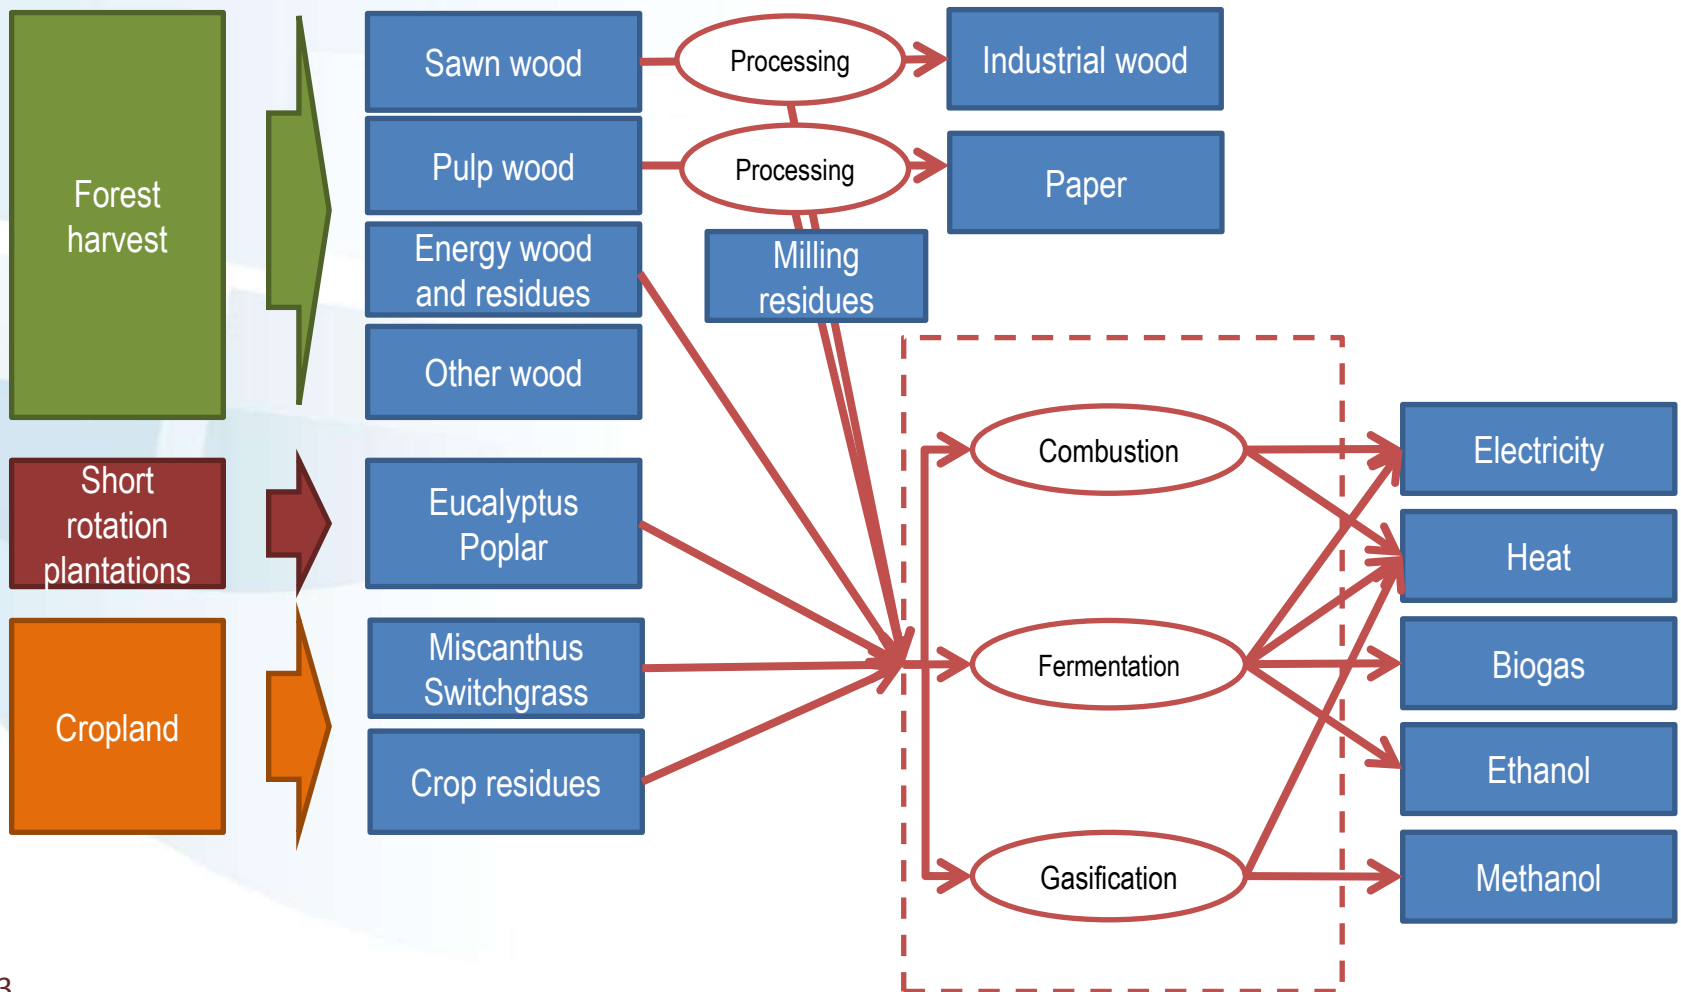 Forest
harvest
Sawn wood
Processing
Industrial wood
Pulp wood
Processing
Paper
Energy wood
and residues
Milling
residues
Other wood
Short
rotation
plantations
Eucalyptus
Poplar
Cropland
Miscanthus
Switchgrass
Crop residues
Combustion
Fermentation
Gasification
Electricity
Heat
Biogas
Ethanol
Methanol
3